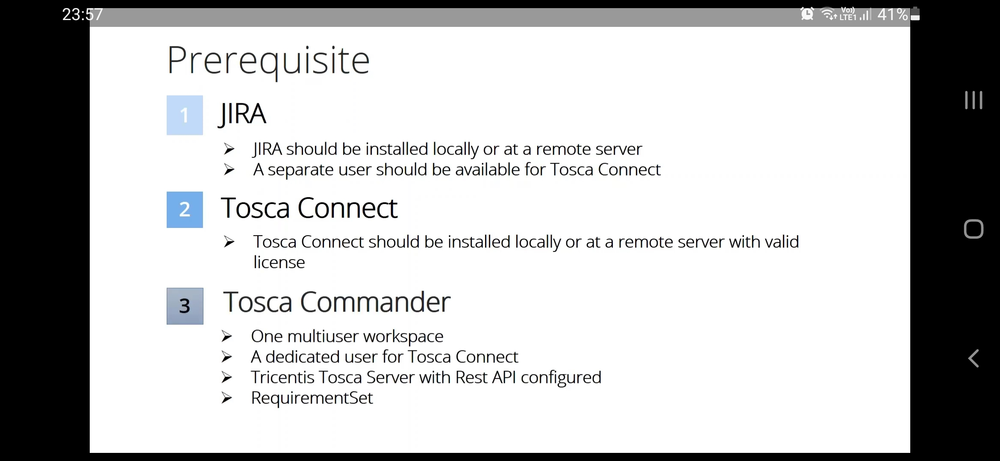 23:57
Vo))
LTE1
41%
Prerequisite
1
JIRA
➢ JIRA should be installed locally or at a remote server
➢ A separate user should be available for Tosca Connect
2
Tosca Connect
➢ Tosca Connect should be installed locally or at a remote server with valid
license
3
Tosca Commander
➢ One multiuser workspace
➢ A dedicated user for Tosca Connect
➢ Tricentis Tosca Server with Rest API configured
➢ RequirementSet